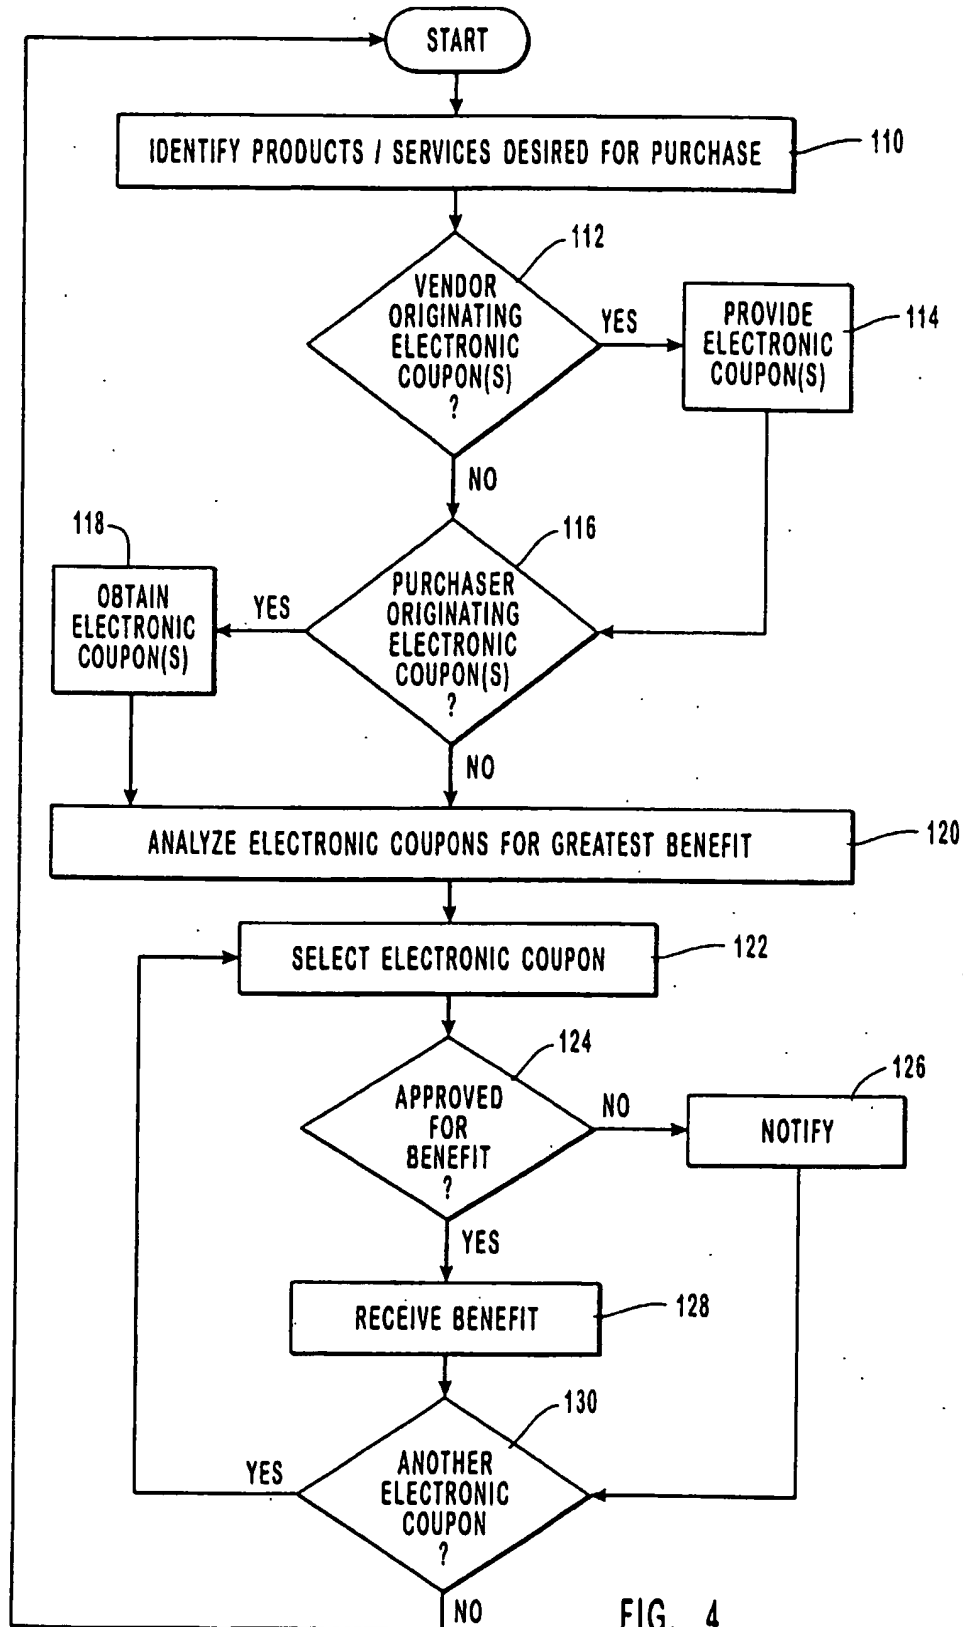 START
IDENTIFY PRODUCTS / SERVICES DESIRED FOR PURCHASE
110
112
VENDOR
ORIGINATING
ELECTRONIC
COUPON(S)
?
YES
PROVIDE
ELECTRONIC
COUPON(S)
114
NO
118
116
OBTAIN
ELECTRONIC
COUPON(S)
YES
PURCHASER
ORIGINATING
ELECTRONIC
COUPON(S)
?
NO
ANALYZE ELECTRONIC COUPONS FOR GREATEST BENEFIT
120
SELECT ELECTRONIC COUPON
122
124
APPROVED
FOR
BENEFIT
?
NO
126
NOTIFY
YES
RECEIVE BENEFIT
128
130
ANOTHER
ELECTRONIC
COUPON
?
YES
NO
FIG. 4